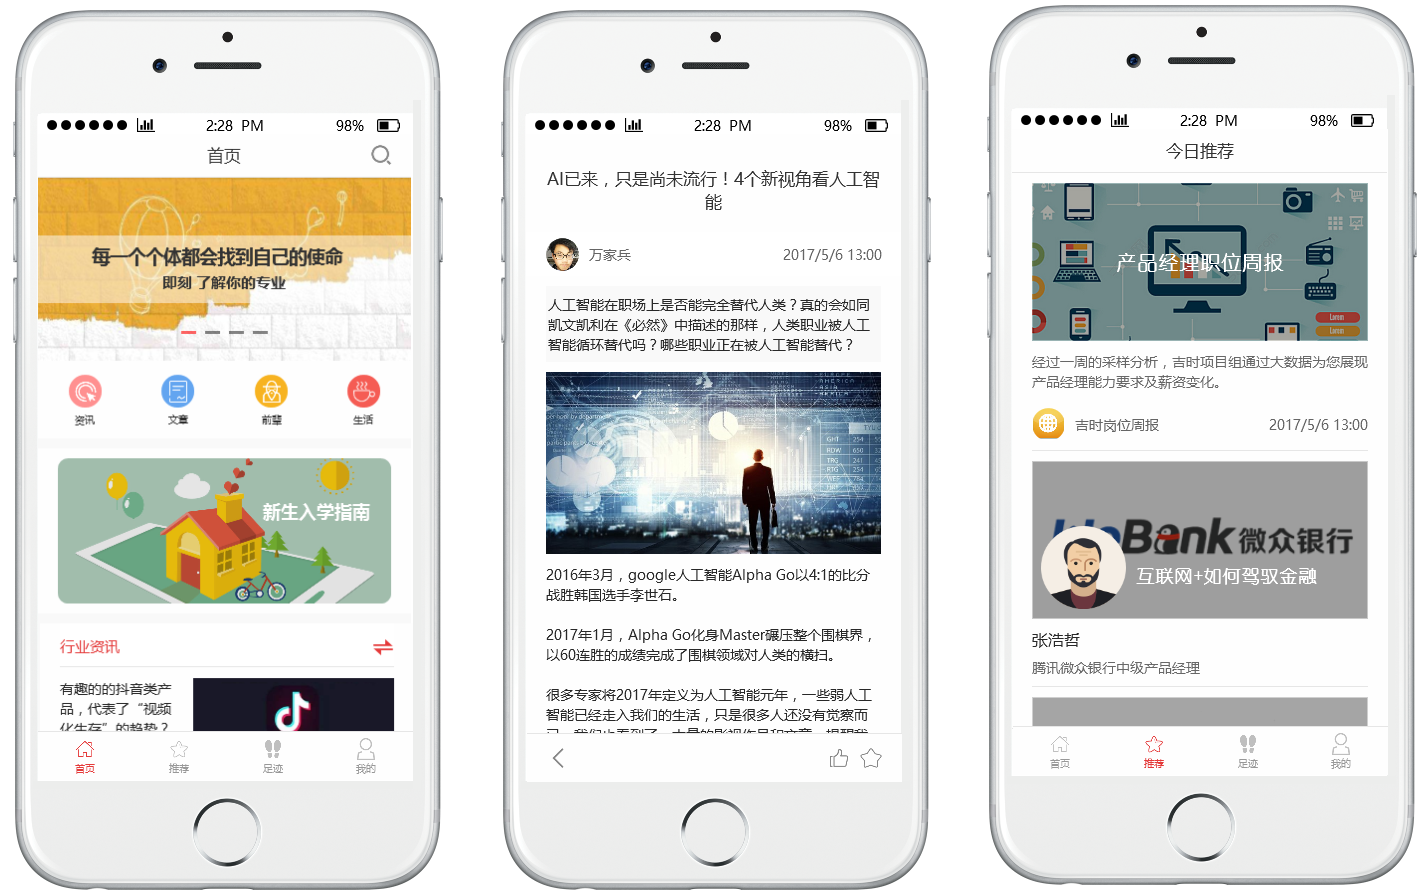 2:28 PM
98%
首页
每一个个体都会找到自己的使命
即刻 了解你的专业
资讯
文章
前辈
生活
新生入学指南
行业资讯
有趣的的抖音类产
品，代表了“视频
化生存”的趋势？
首页
推荐
足迹
我的
2:28 PM
98%
AI已来，只是尚未流行！4个新视角看人工智
能
万家兵
2017/5/6 13:00
人工智能在职场上是否能完全替代人类？真的会如同
凯文凯利在《必然》中描述的那样，人类职业被人工
智能循环替代吗？哪些职业正在被人工智能替代？
2016年3月，google人工智能Alpha Go以4:1的比分
战胜韩国选手李世石。
2017年1月，Alpha Go化身Master碾压整个围棋界，
以60连胜的成绩完成了围棋领域对人类的横扫。
很多专家将2017年定义为人工智能元年，一些弱人工
智能已经走入我们的生活，只是很多人还没有觉察而
2:28 PM
98%
今日推荐
产品经理职位周报
经过一周的采样分析，吉时项目组通过大数据为您展现
产品经理能力要求及薪资变化。
吉时岗位周报
2017/5/6 13:00
WeBank微众银行
互联网+如何驾驭金融
张浩哲
腾讯微众银行中级产品经理
首页
推荐
足迹
我的